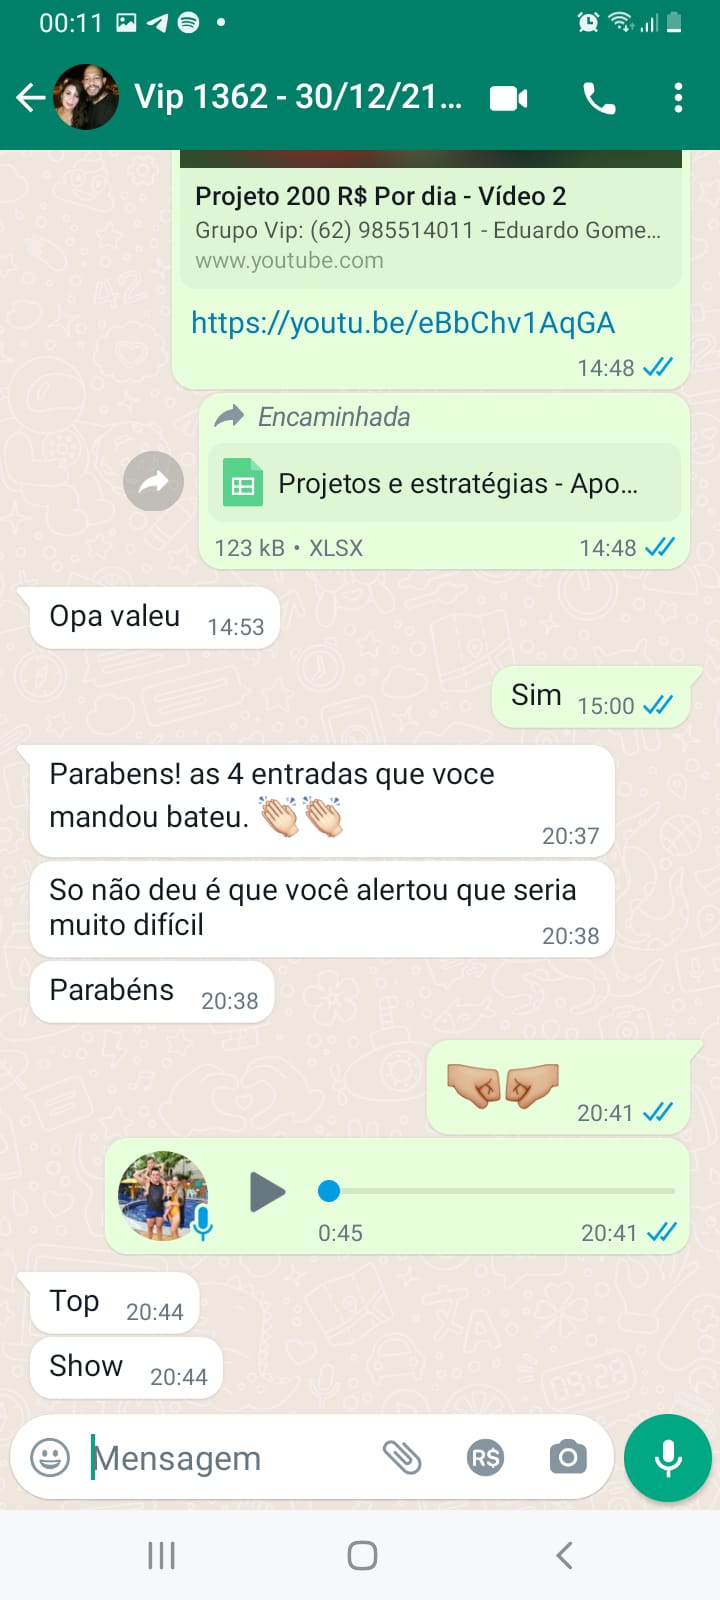 00:11
Vip 1362 - 30/12/21...
Projeto 200 R$ Por dia - Vídeo 2
Grupo Vip: (62) 985514011 - Eduardo Gome...
www.youtube.com
https://youtu.be/eBbChv1AqGA
14:48
Encaminhada
Projetos e estratégias - Apo...
123 kB • XLSX 14:48
Opa valeu 14:53
Sim 15:00
Parabens! as 4 entradas que voce
mandou bateu. 👏🏻👏🏻
20:37
So não deu é que você alertou que seria
muito difícil
20:38
Parabéns 20:38
20:41
0:45 20:41
Top 20:44
Show 20:44
Mensagem R$